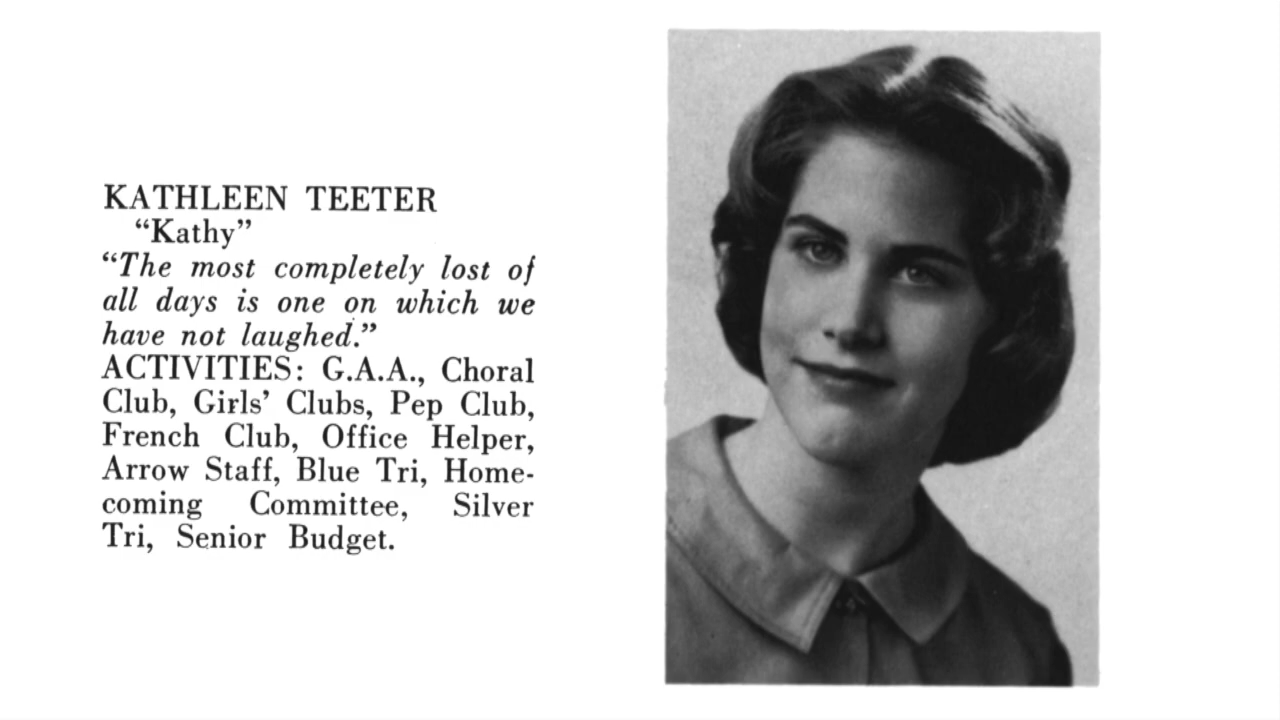 KATHLEEN TEETER
“Kathy”
“The most completely lost of
all days is one on which we
have not laughed.”
ACTIVITIES: G.A.A., Choral
Club, Girls’ Clubs, Pep Club,
French Club, Office Helper,
Arrow Staff, Blue Tri, Home-
coming Committee, Silver
Tri, Senior Budget.